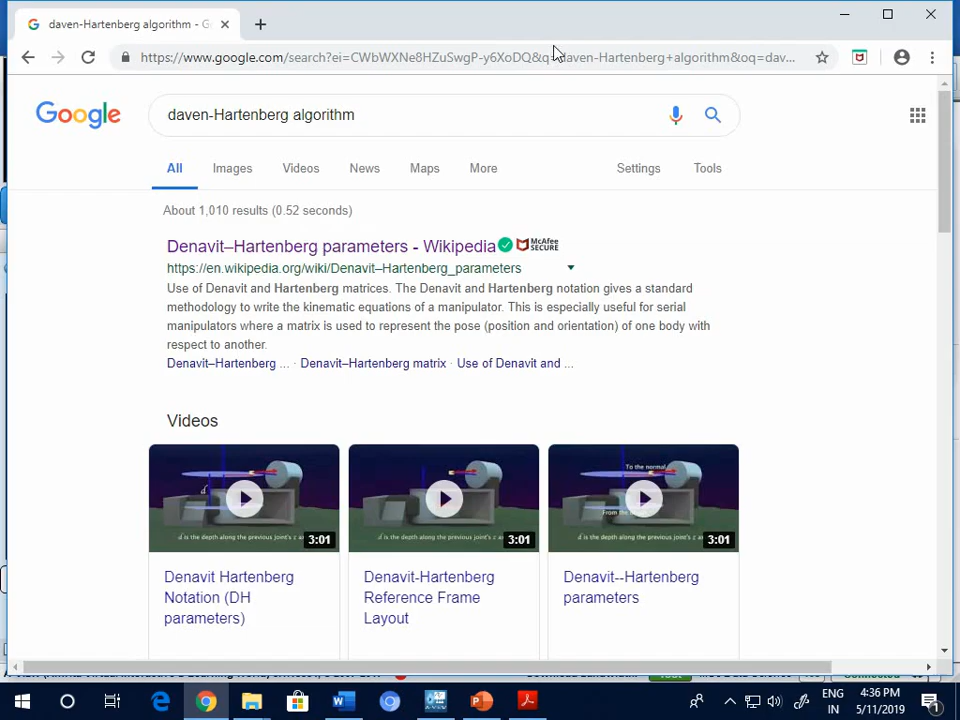 daven-Hartenberg algorithm - G
https://www.google.com/search?ei=CWbWXNe8HZuSwgP-y6XoDQ&q=daven-Hartenberg+algorithm&oq=dav...
Google
daven-Hartenberg algorithm
All Images Videos News Maps More Settings Tools
About 1,010 results (0.52 seconds)
Denavit–Hartenberg parameters - Wikipedia McAfee SECURE
https://en.wikipedia.org/wiki/Denavit–Hartenberg_parameters
Use of Denavit and Hartenberg matrices. The Denavit and Hartenberg notation gives a standard
methodology to write the kinematic equations of a manipulator. This is especially useful for serial
manipulators where a matrix is used to represent the pose (position and orientation) of one body with
respect to another.
Denavit–Hartenberg ... · Denavit–Hartenberg matrix · Use of Denavit and ...
Videos
To the normal
From the
d is the depth along the previous joint's z
3:01
d is the depth along the previous joint's z
3:01
d is the depth along the previous joint's z
3:01
Denavit Hartenberg
Notation (DH
parameters)
Denavit-Hartenberg
Reference Frame
Layout
Denavit--Hartenberg
parameters
ENG
IN
4:36 PM
5/11/2019